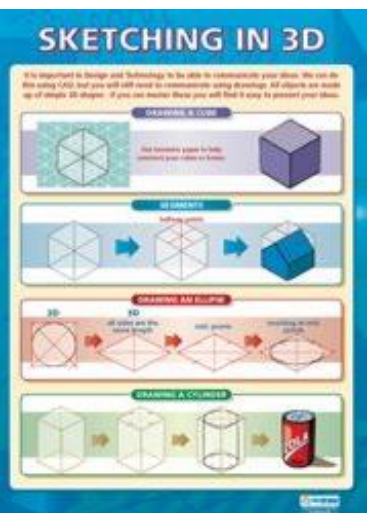 SKETCHING IN 3D
It is important in Design and Technology to be able to communicate your ideas. We can do
this using CAD, but you will still need to communicate using drawings. All objects are made
up of simple 3D shapes. If you can master these you will find it easy to present your ideas.
DRAWING A CUBE
Use isometric paper to help
construct your cubes or boxes
SEGMENTS
halfway points
DRAWING AN ELLIPSE
2D
3D
all sides are the
same length
mid points
DRAWING A CYLINDER
COLA